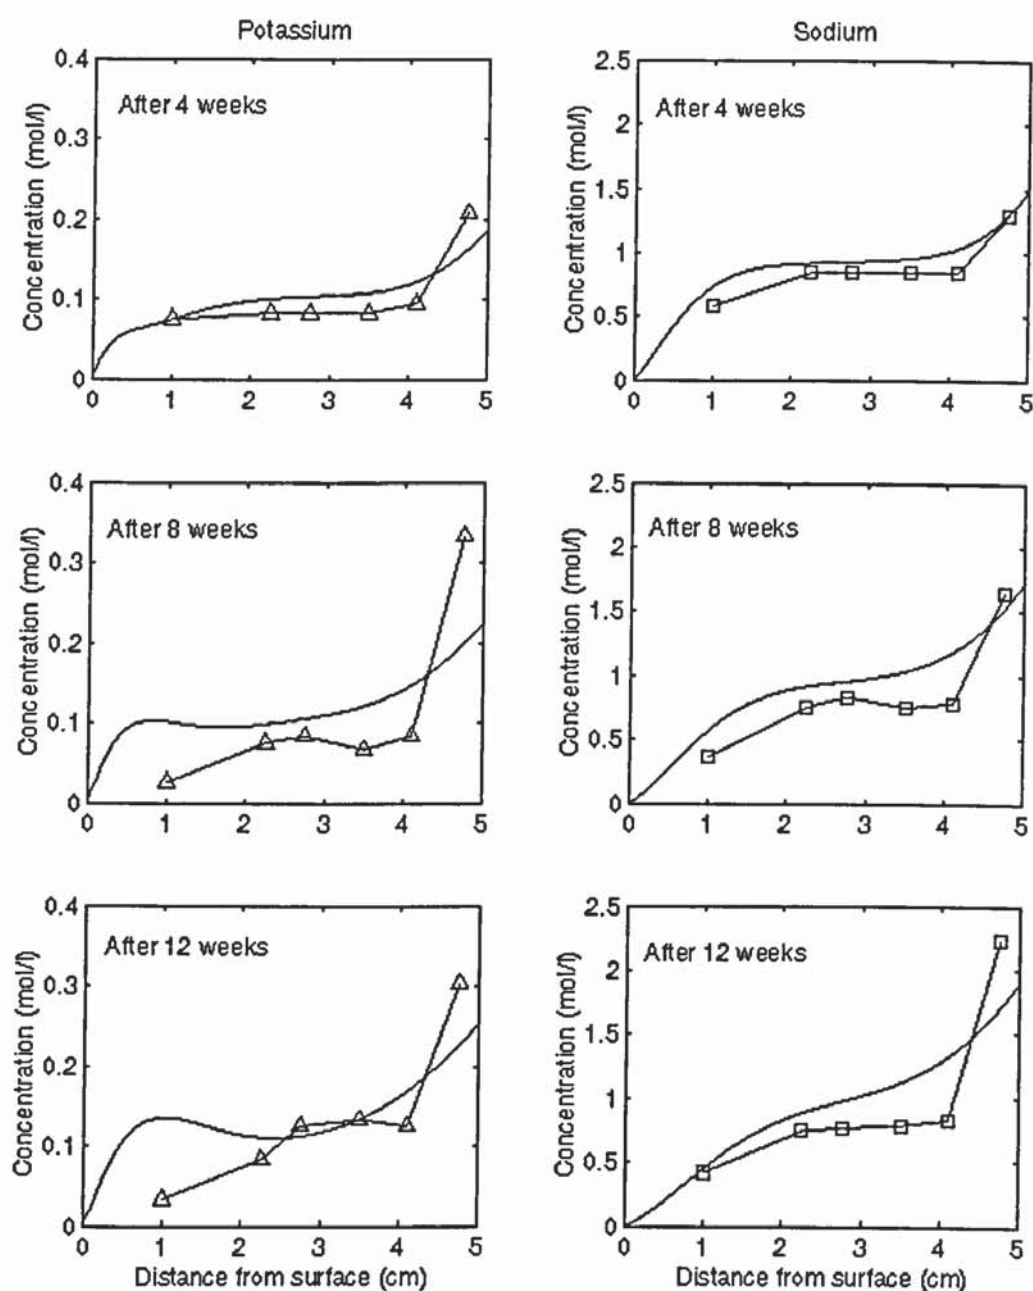 Potassium
0.4
After 4 weeks
0.3
0.2
0.1
0
0 1 2 3 4 5
Concentration (mol/l)
Sodium
2.5
After 4 weeks
2
1.5
1
0.5
0
0 1 2 3 4 5
Concentration (mol/l)
0.4
After 8 weeks
0.3
0.2
0.1
0
0 1 2 3 4 5
Concentration (mol/l)
2.5
After 8 weeks
2
1.5
1
0.5
0
0 1 2 3 4 5
Concentration (mol/l)
0.4
After 12 weeks
0.3
0.2
0.1
0
0 1 2 3 4 5
Concentration (mol/l)
Distance from surface (cm)
2.5
After 12 weeks
2
1.5
1
0.5
0
0 1 2 3 4 5
Concentration (mol/l)
Distance from surface (cm)